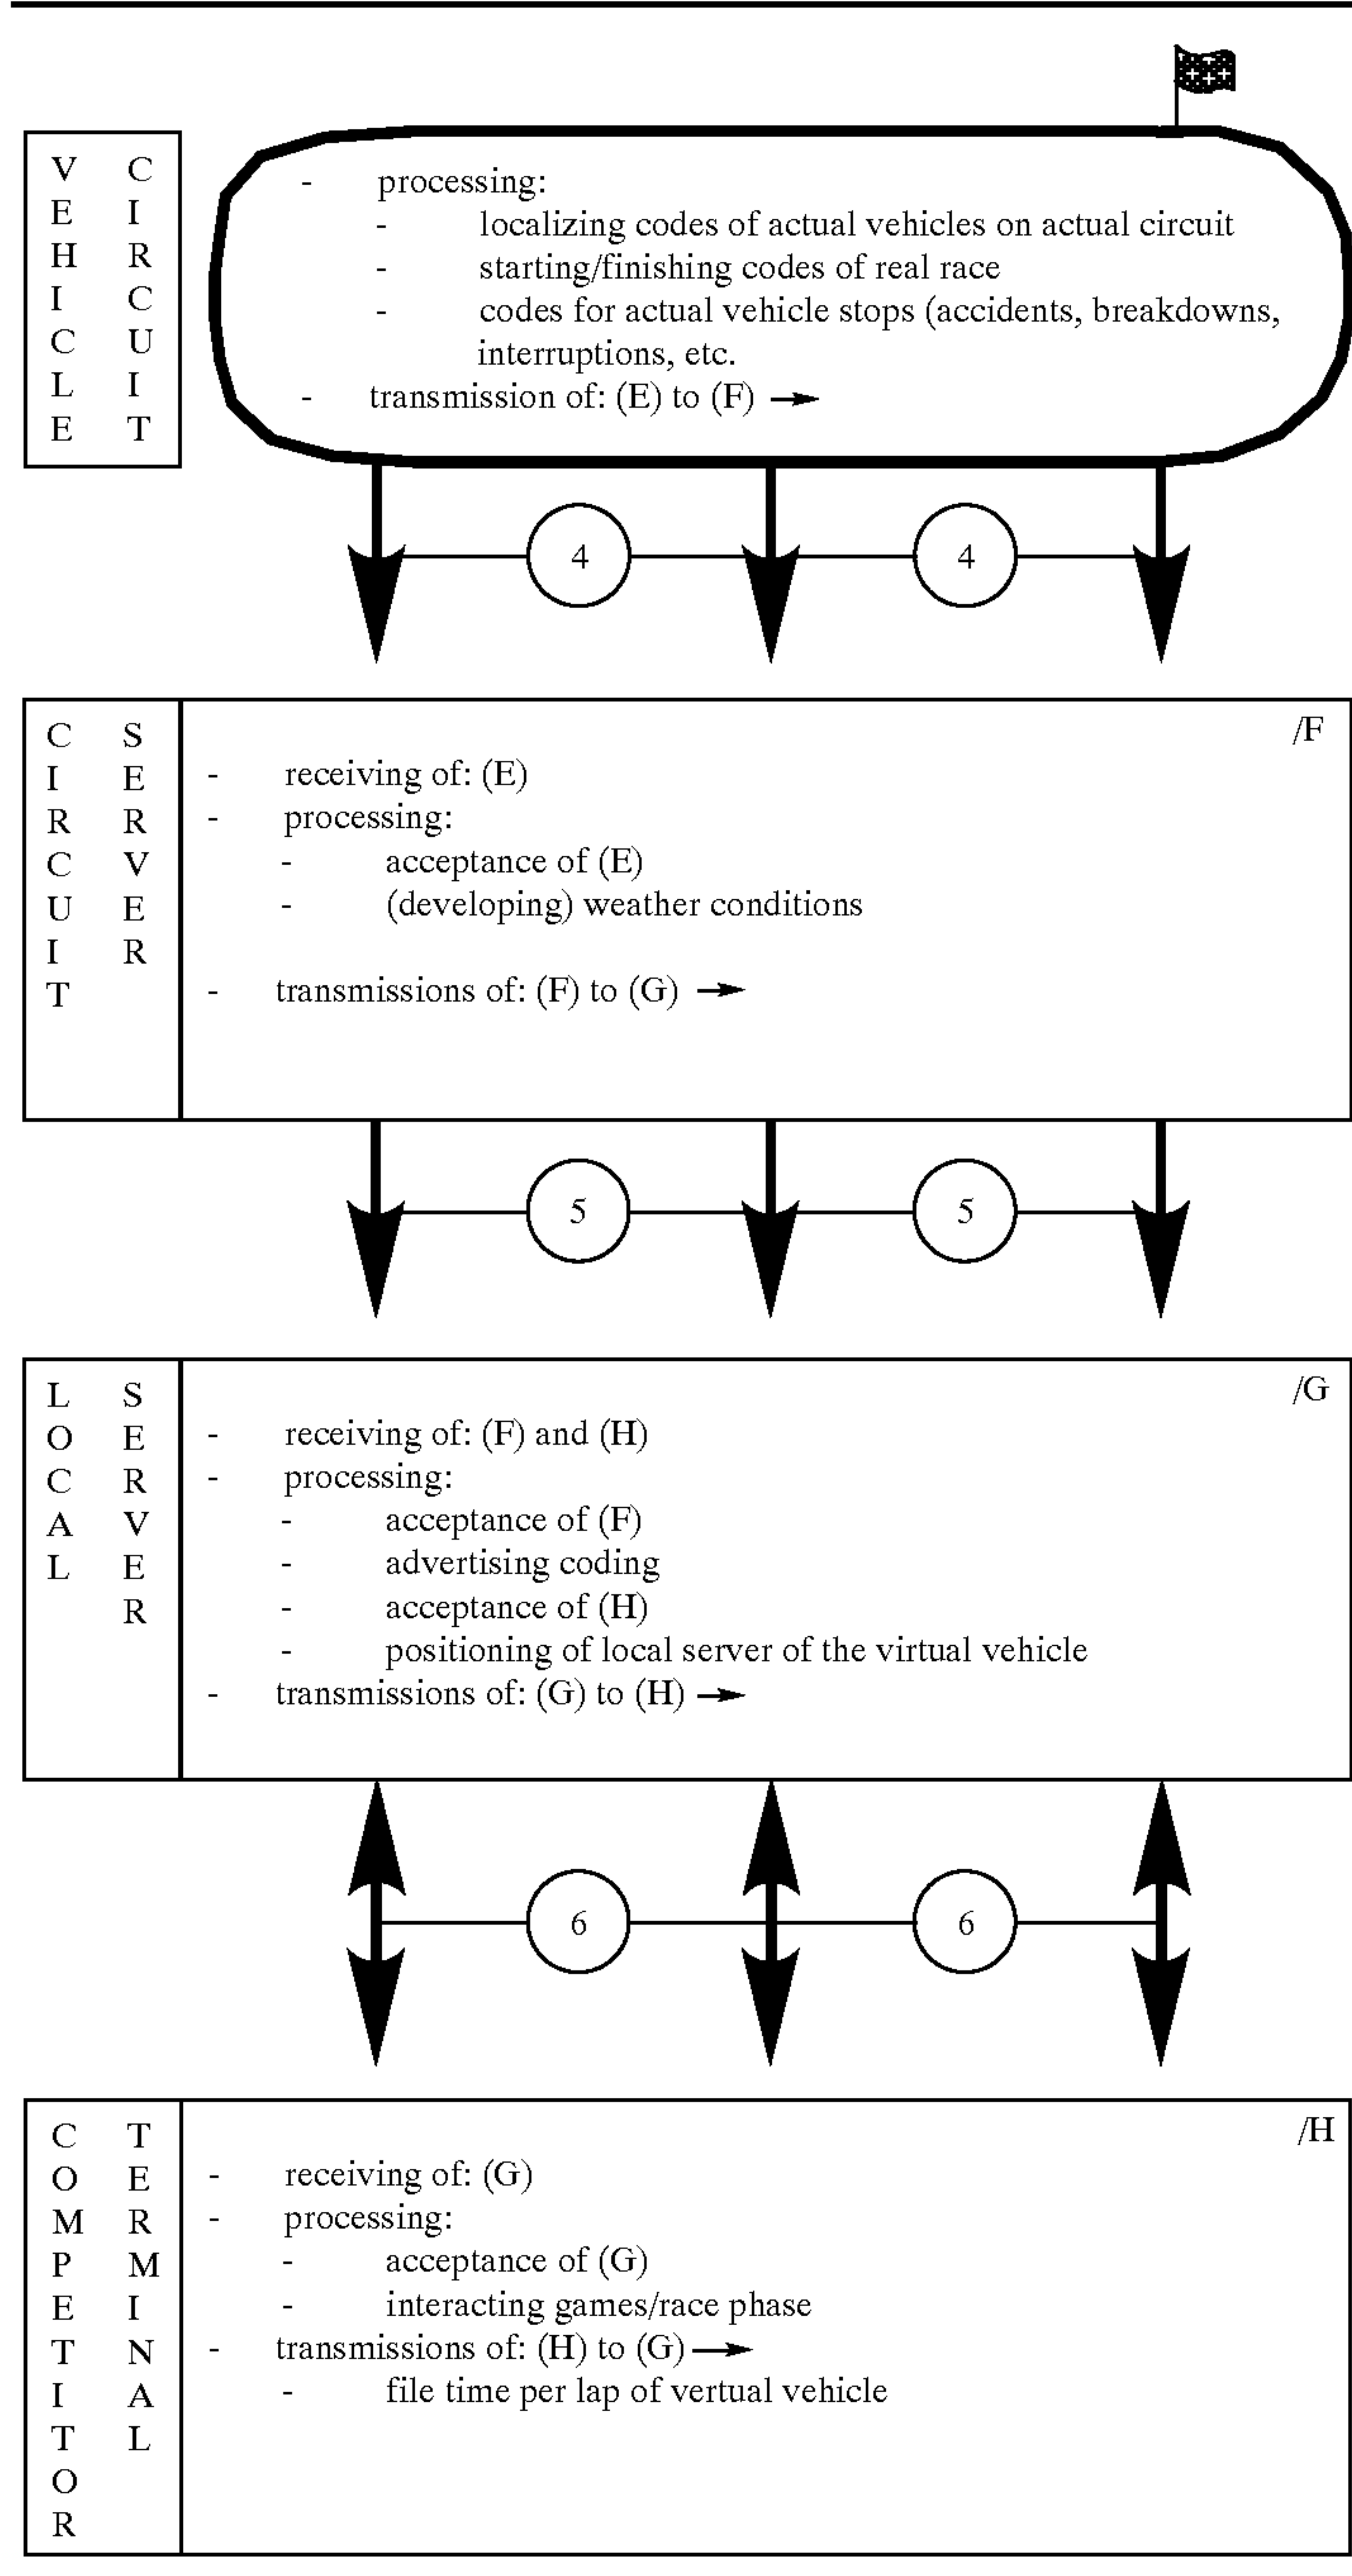 VEHICLE CIRCUIT
- processing:
- localizing codes of actual vehicles on actual circuit
- starting/finishing codes of real race
- codes for actual vehicle stops (accidents, breakdowns,
interruptions, etc.
- transmission of: (E) to (F)
4
4
CIRCUIT SERVER
/F
- receiving of: (E)
- processing:
- acceptance of (E)
- (developing) weather conditions
- transmissions of: (F) to (G)
5
5
LOCAL SERVER
/G
- receiving of: (F) and (H)
- processing:
- acceptance of (F)
- advertising coding
- acceptance of (H)
- positioning of local server of the virtual vehicle
- transmissions of: (G) to (H)
6
6
COMPETITOR TERMINAL
/H
- receiving of: (G)
- processing:
- acceptance of (G)
- interacting games/race phase
- transmissions of: (H) to (G)
- file time per lap of vertual vehicle